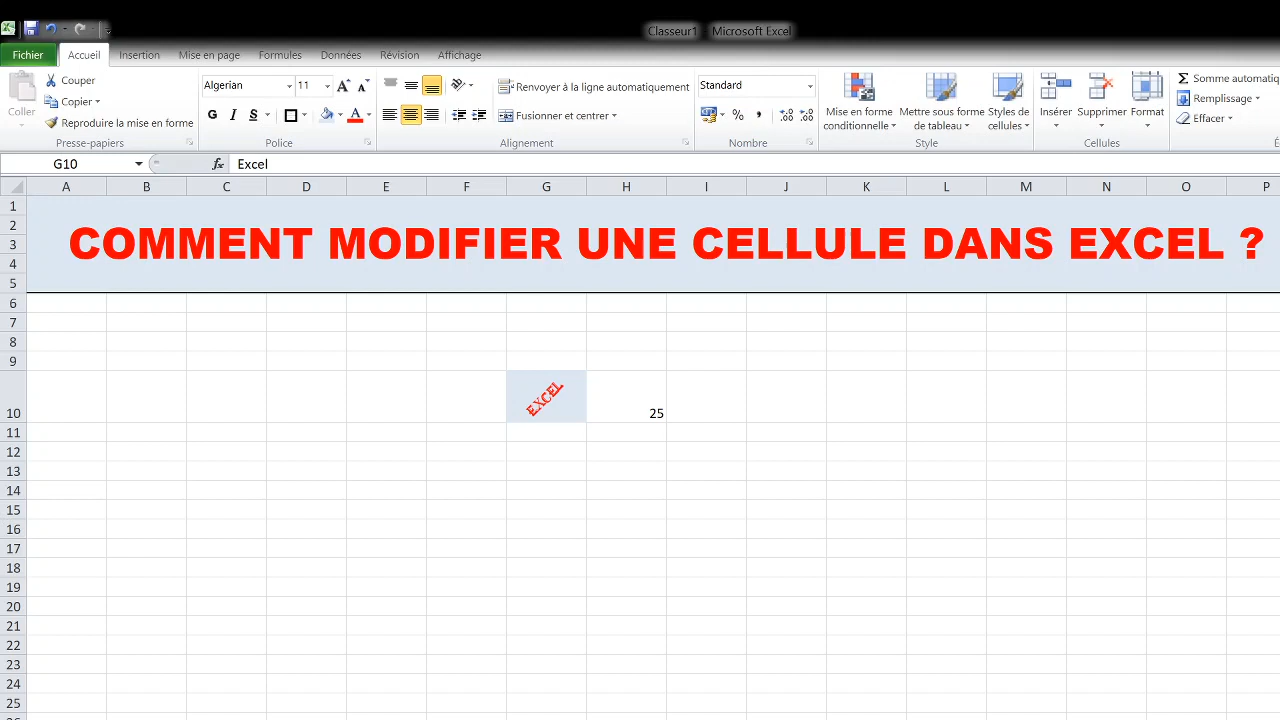 Classeur1 Microsoft Excel
Fichier Accueil Insertion Mise en page Formules Données Révision Affichage
Coller
Couper
Copier
Reproduire la mise en forme
Presse-papiers
Algerian 11
G I S
Police
Renvoyer à la ligne automatiquement
Fusionner et centrer
Alignement
Standard
Nombre
Mise en forme conditionnelle
Mettre sous forme de tableau
Styles de cellules
Style
Insérer
Supprimer
Format
Cellules
Remplissage
Effacer
G10 fx Excel
A B C D E F G H I J K L M N O P
1
2
COMMENT MODIFIER UNE CELLULE DANS EXCEL ?
3
4
5
6
7
8
9
EXCEL
10 25
11
12
13
14
15
16
17
18
19
20
21
22
23
24
25